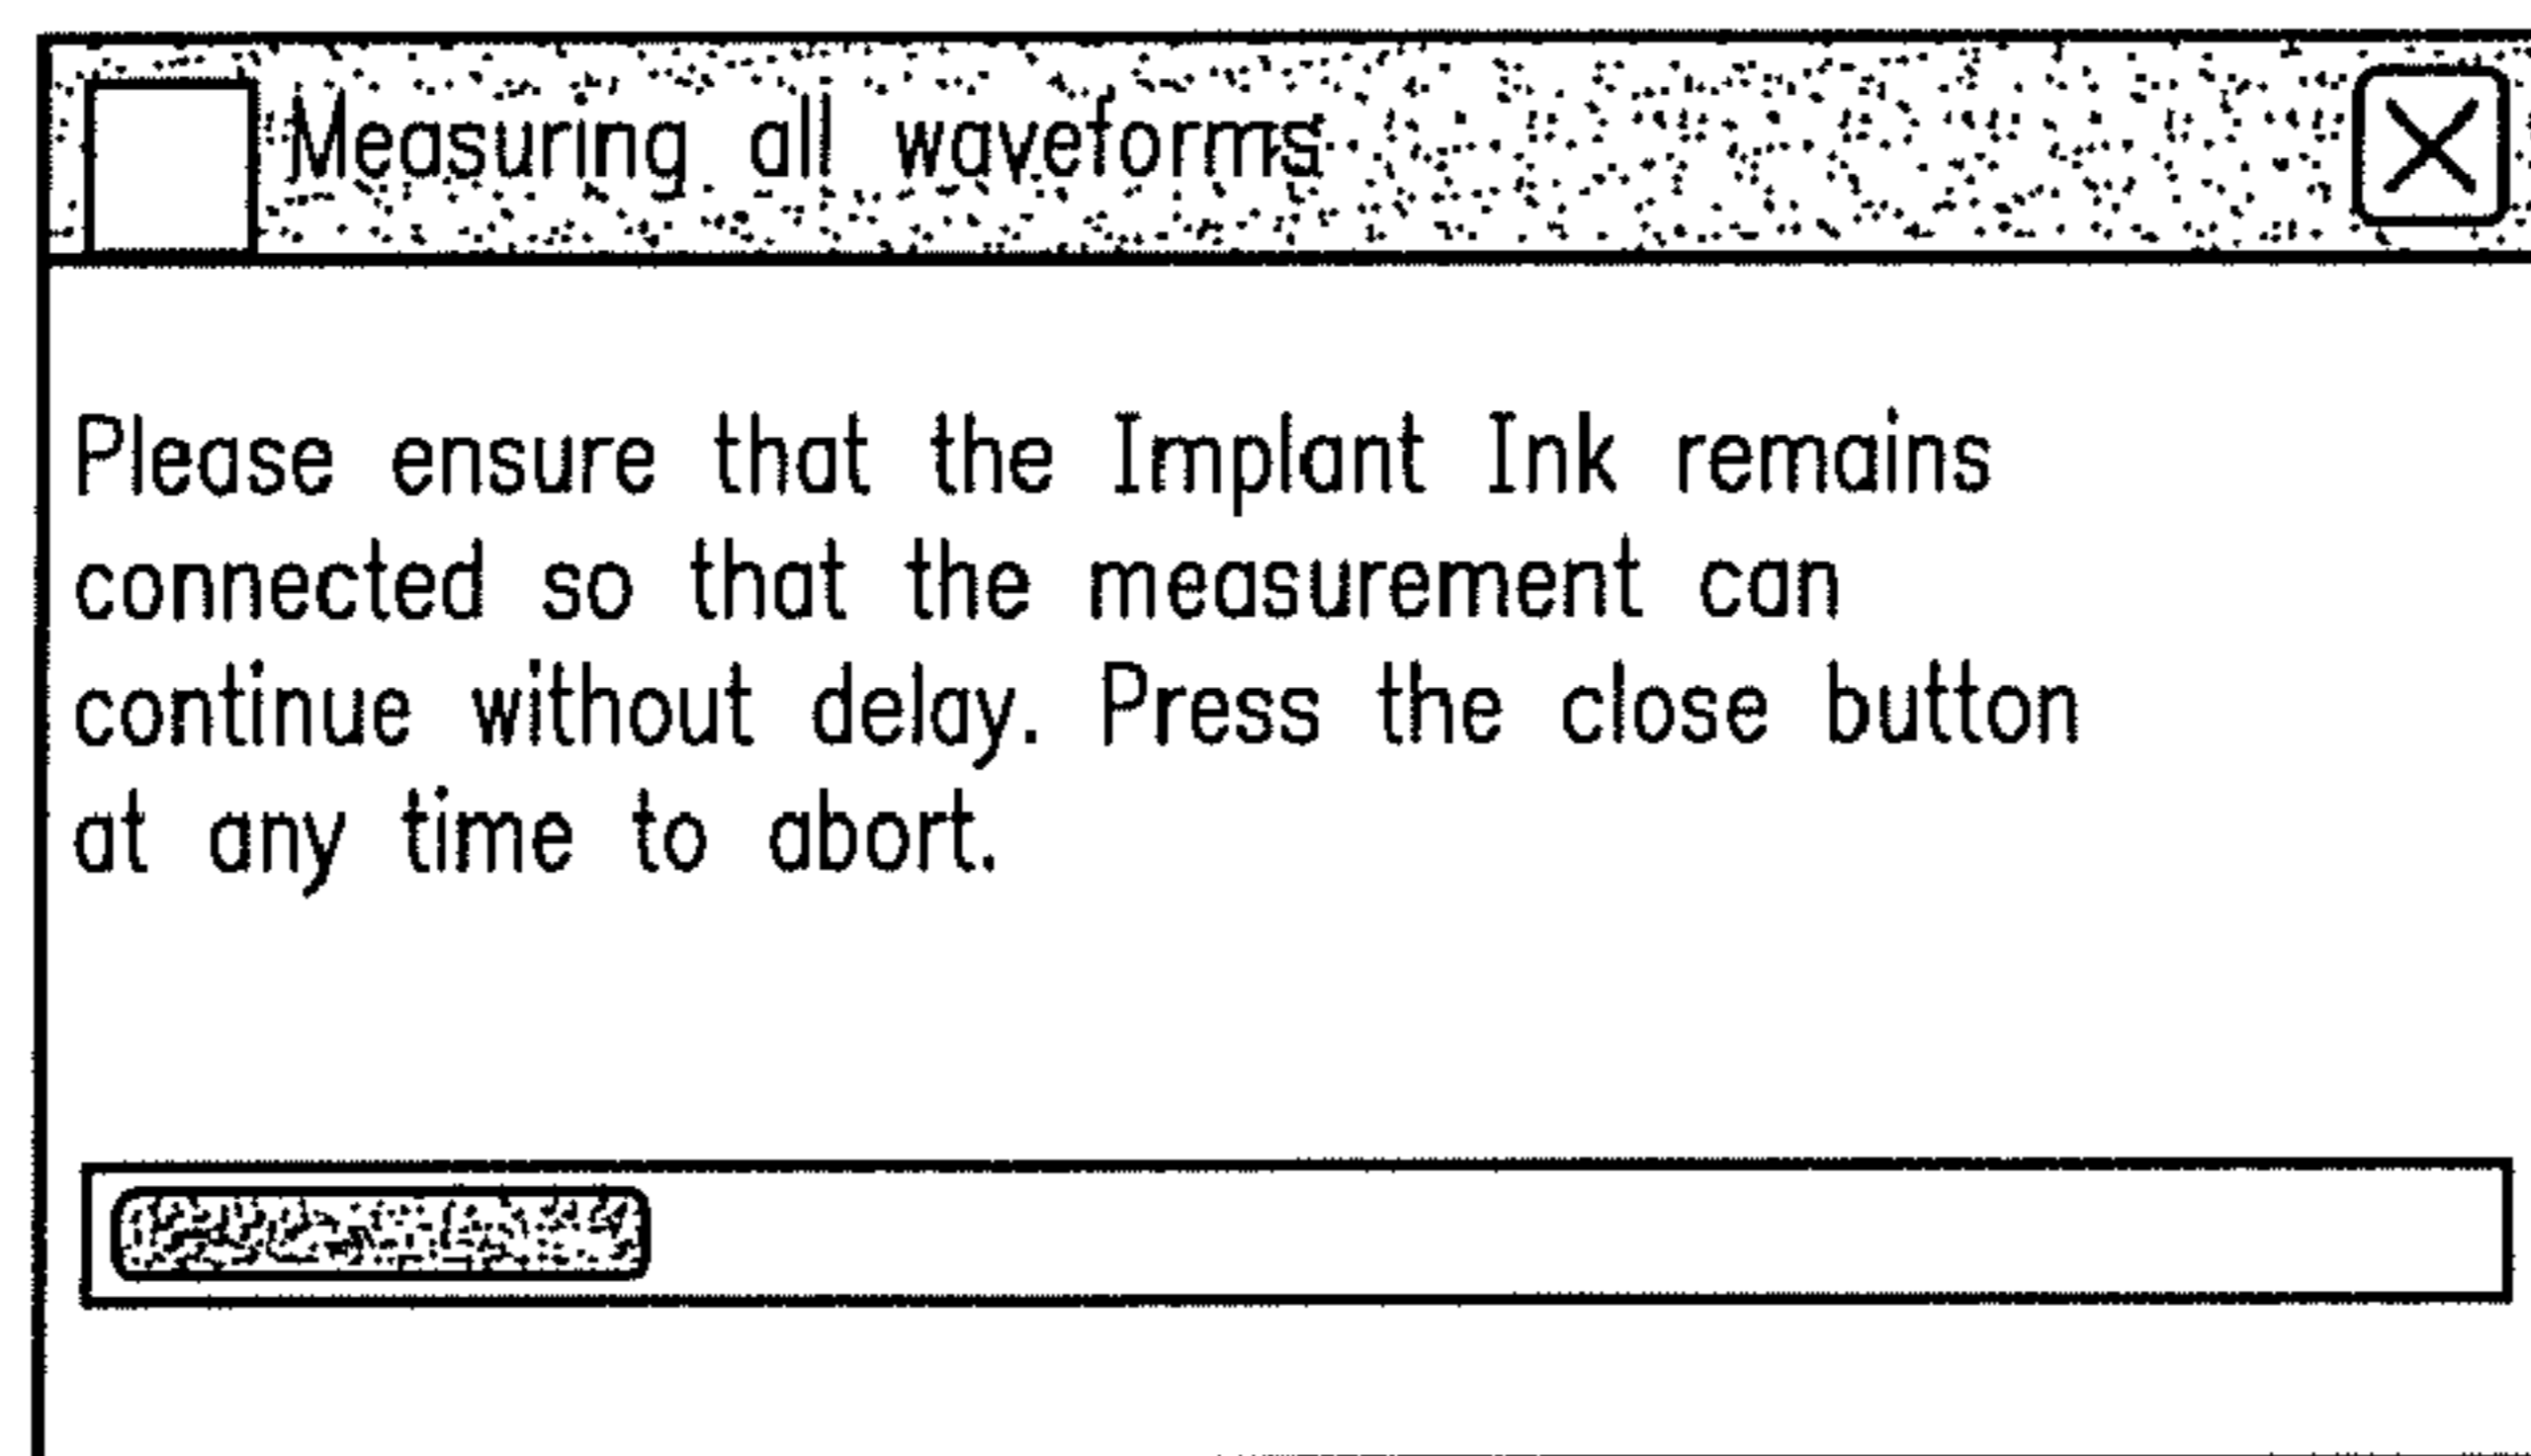 Measuring all waveforms
Please ensure that the Implant Ink remains
connected so that the measurement can
continue without delay. Press the close button
at any time to abort.